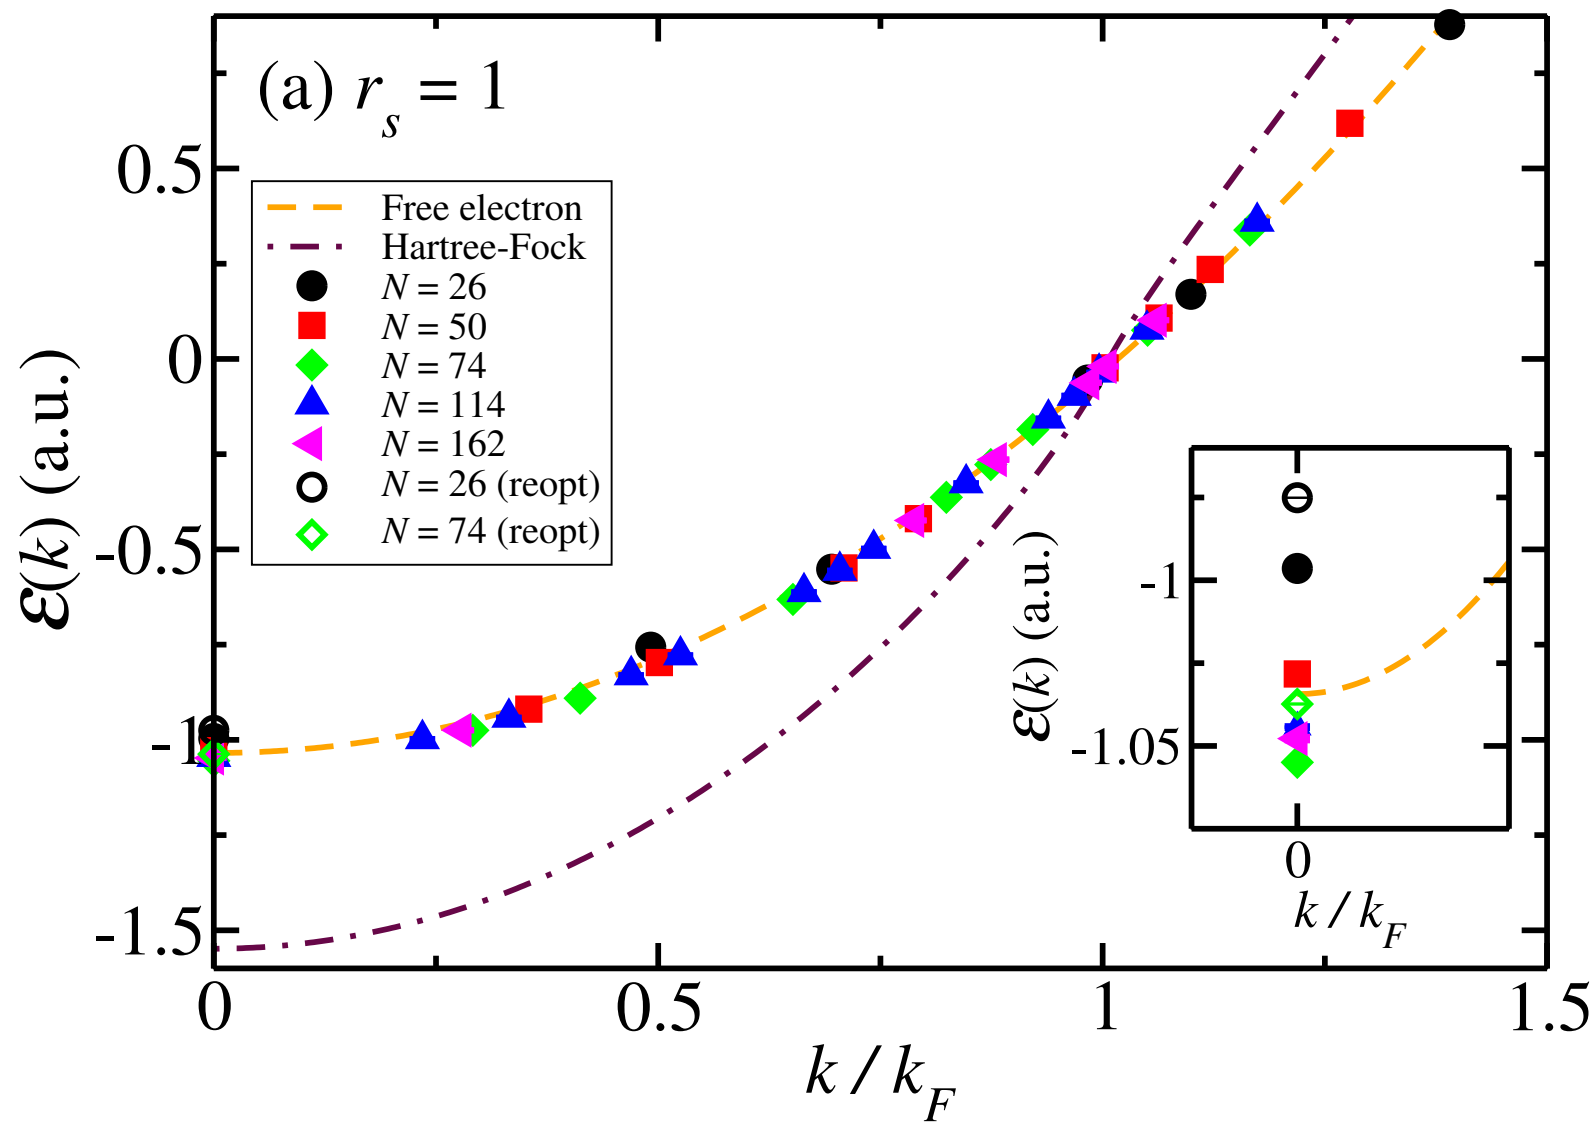 (a) r_s = 1
0.5
0
-0.5
-1
-1.5
ε(k) (a.u.)
Free electron
Hartree-Fock
N = 26
N = 50
N = 74
N = 114
N = 162
N = 26 (reopt)
N = 74 (reopt)
ε(k) (a.u.)
-1
-1.05
0
k / k_F
0 0.5 1 1.5
k / k_F